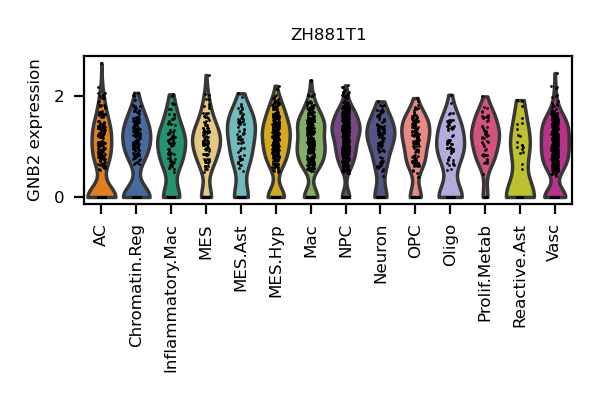 ZH881T1
GNB2 expression
2
0
AC
Chromatin.Reg
Inflammatory.Mac
MES
MES.Ast
MES.Hyp
Mac
NPC
Neuron
OPC
Oligo
Prolif.Metab
Reactive.Ast
Vasc